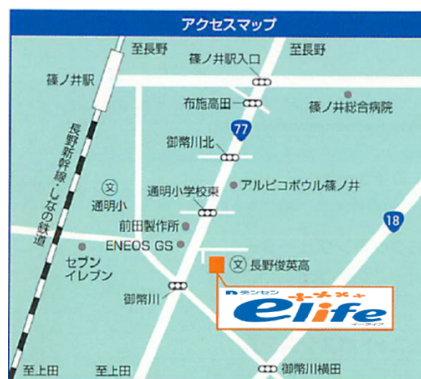 アクセスマップ
至長野
至長野
篠ノ井駅入口
篠ノ井駅
布施高田
篠ノ井総合病院
77
御幣川北
長野新幹線・しなの鉄道
文
通明小
通明小学校東
アルピコボウル篠ノ井
18
前田製作所
ENEOS GS
セブン
イレブン
文 長野俊英高
御幣川
デンセン
elife
イーライフ
至上田
至上田
御幣川横田